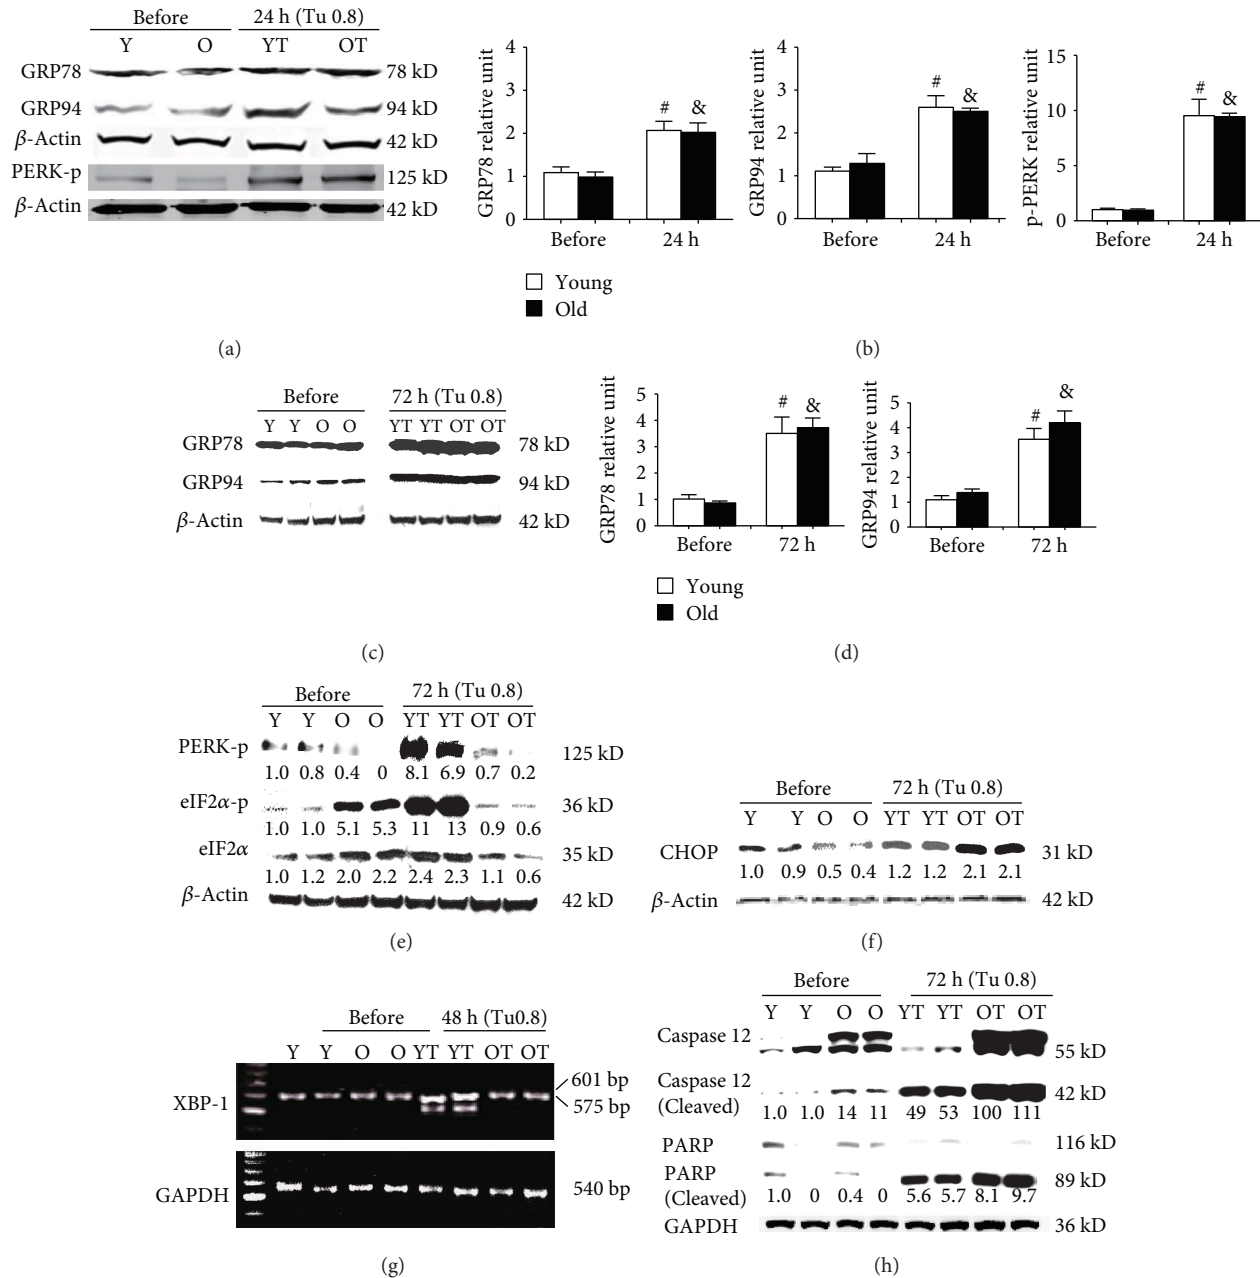 Before
24 h (Tu 0.8)
Y O YT OT
GRP78 78 kD
GRP94 94 kD
β-Actin 42 kD
PERK-p 125 kD
β-Actin 42 kD
(a)
GRP78 relative unit
4
3
2
1
0
# &
Before 24 h
GRP94 relative unit
4
3
2
1
0
# &
Before 24 h
p-PERK relative unit
15
10
5
0
# &
Before 24 h
Young
Old
(b)
Before
72 h (Tu 0.8)
Y Y O O YT YT OT OT
GRP78 78 kD
GRP94 94 kD
β-Actin 42 kD
(c)
GRP78 relative unit
5
4
3
2
1
0
# &
Before 72 h
GRP94 relative unit
5
4
3
2
1
0
# &
Before 72 h
Young
Old
(d)
Before
72 h (Tu 0.8)
Y Y O O YT YT OT OT
PERK-p 125 kD
1.0 0.8 0.4 0 8.1 6.9 0.7 0.2
eIF2α-p 36 kD
1.0 1.0 5.1 5.3 11 13 0.9 0.6
eIF2α 35 kD
1.0 1.2 2.0 2.2 2.4 2.3 1.1 0.6
β-Actin 42 kD
(e)
Before
72 h (Tu 0.8)
Y Y O O YT YT OT OT
CHOP 31 kD
1.0 0.9 0.5 0.4 1.2 1.2 2.1 2.1
β-Actin 42 kD
(f)
Before
48 h (Tu0.8)
Y Y O O YT YT OT OT
XBP-1
601 bp
575 bp
GAPDH 540 bp
(g)
Before
72 h (Tu 0.8)
Y Y O O YT YT OT OT
Caspase 12 55 kD
Caspase 12 42 kD
(Cleaved)
1.0 1.0 14 11 49 53 100 111
PARP 116 kD
PARP 89 kD
(Cleaved)
1.0 0 0.4 0 5.6 5.7 8.1 9.7
GAPDH 36 kD
(h)